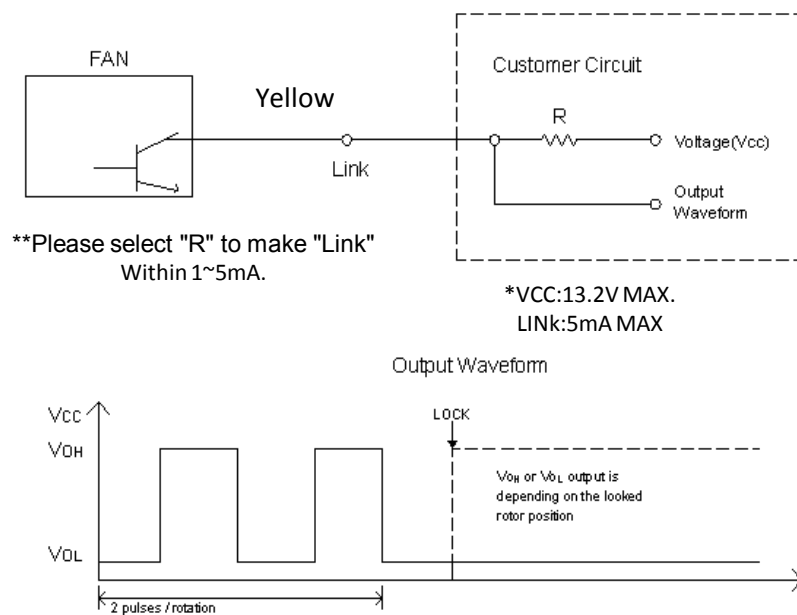 FAN
Customer Circuit
Yellow
R
Link
Voltage(Vcc)
Output
Waveform
**Please select "R" to make "Link"
Within 1~5mA.
*VCC:13.2V MAX.
LINk:5mA MAX
Output Waveform
Vcc
LOCK
VOH
VOH or VOL output is
depending on the looked
rotor position
VOL
2 pulses / rotation